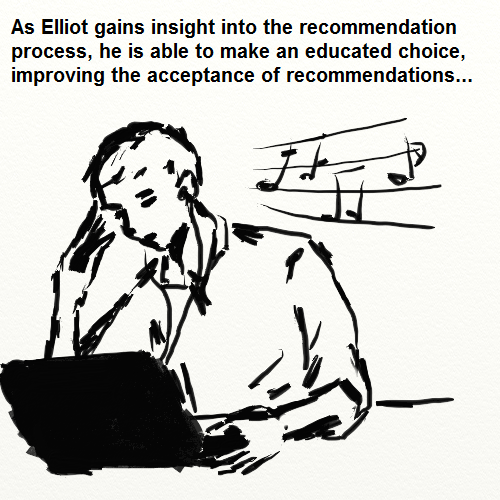 As Elliot gains insight into the recommendation
process, he is able to make an educated choice,
improving the acceptance of recommendations...